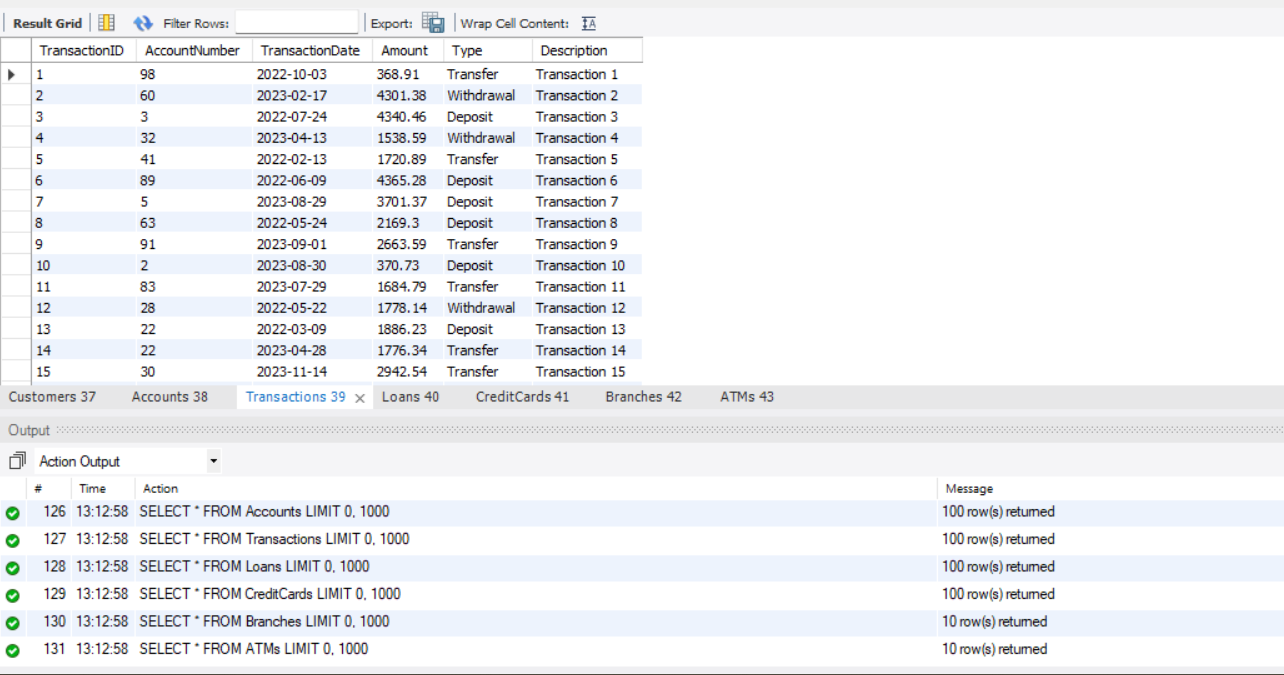 Result Grid Filter Rows: Export: Wrap Cell Content: IA
TransactionID AccountNumber TransactionDate Amount Type Description
1 98 2022-10-03 368.91 Transfer Transaction 1
2 60 2023-02-17 4301.38 Withdrawal Transaction 2
3 3 2022-07-24 4340.46 Deposit Transaction 3
4 32 2023-04-13 1538.59 Withdrawal Transaction 4
5 41 2022-02-13 1720.89 Transfer Transaction 5
6 89 2022-06-09 4365.28 Deposit Transaction 6
7 5 2023-08-29 3701.37 Deposit Transaction 7
8 63 2022-05-24 2169.3 Deposit Transaction 8
9 91 2023-09-01 2663.59 Transfer Transaction 9
10 2 2023-08-30 370.73 Deposit Transaction 10
11 83 2023-07-29 1684.79 Transfer Transaction 11
12 28 2022-05-22 1778.14 Withdrawal Transaction 12
13 22 2022-03-09 1886.23 Deposit Transaction 13
14 22 2023-04-28 1776.34 Transfer Transaction 14
15 30 2023-11-14 2942.54 Transfer Transaction 15
Customers 37 Accounts 38 Transactions 39 Loans 40 CreditCards 41 Branches 42 ATMs 43
Output
Action Output
# Time Action Message
126 13:12:58 SELECT * FROM Accounts LIMIT 0, 1000 100 row(s) returned
127 13:12:58 SELECT * FROM Transactions LIMIT 0, 1000 100 row(s) returned
128 13:12:58 SELECT * FROM Loans LIMIT 0, 1000 100 row(s) returned
129 13:12:58 SELECT * FROM CreditCards LIMIT 0, 1000 100 row(s) returned
130 13:12:58 SELECT * FROM Branches LIMIT 0, 1000 10 row(s) returned
131 13:12:58 SELECT * FROM ATMs LIMIT 0, 1000 10 row(s) returned